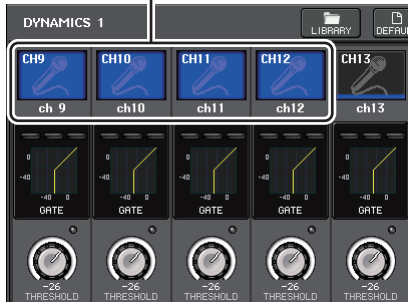 DYNAMICS 1
LIBRARY
DEFAU
CH9 CH10 CH11 CH12 CH13
ch 9 ch10 ch11 ch12 ch13
0 0 0 0 0
-40 -40 -40 -40 -40
-40 0 -40 0 -40 0 -40 0 -40 0
GATE GATE GATE GATE GATE
-26 -26 -26 -26 -26
THRESHOLD THRESHOLD THRESHOLD THRESHOLD THRESHOLD